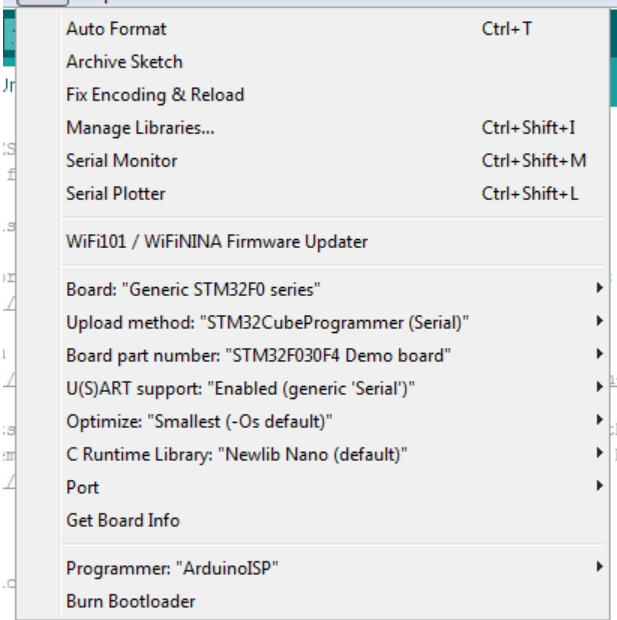 Auto Format Ctrl+T
Archive Sketch
Fix Encoding & Reload
Manage Libraries... Ctrl+Shift+I
Serial Monitor Ctrl+Shift+M
Serial Plotter Ctrl+Shift+L
WiFi101 / WiFiNINA Firmware Updater
Board: "Generic STM32F0 series"
Upload method: "STM32CubeProgrammer (Serial)"
Board part number: "STM32F030F4 Demo board"
U(S)ART support: "Enabled (generic 'Serial')"
Optimize: "Smallest (-Os default)"
C Runtime Library: "Newlib Nano (default)"
Port
Get Board Info
Programmer: "ArduinoISP"
Burn Bootloader